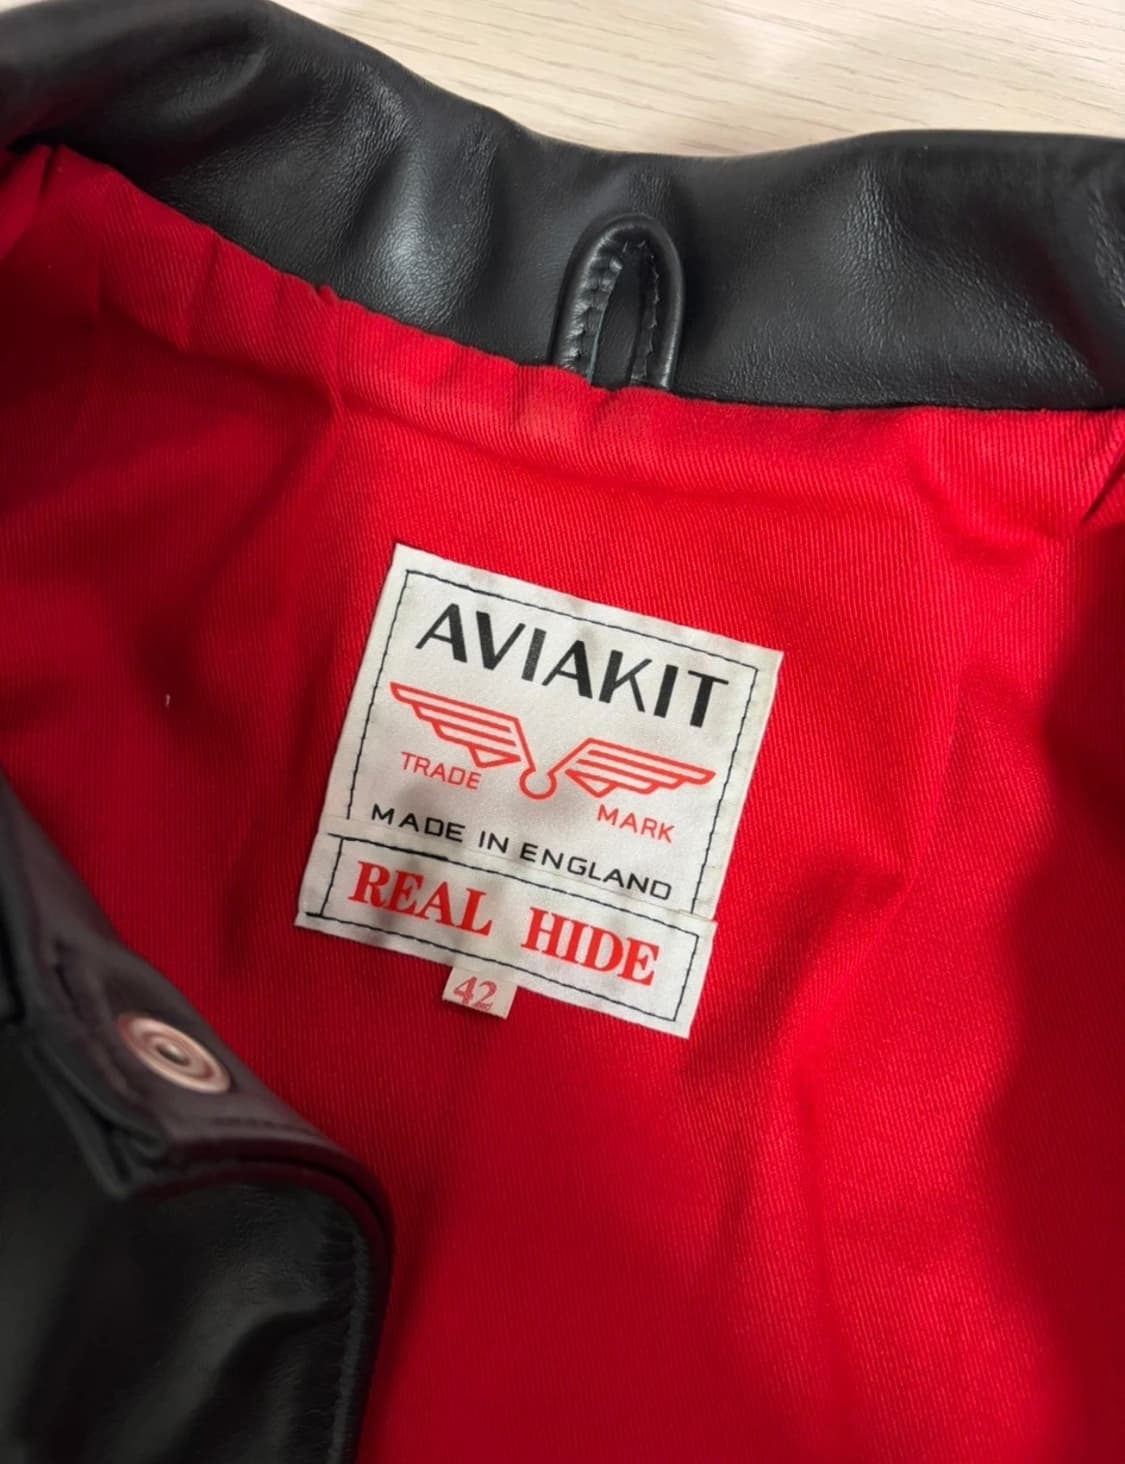 AVIAKIT
TRADE MARK
MADE IN ENGLAND
REAL HIDE
42